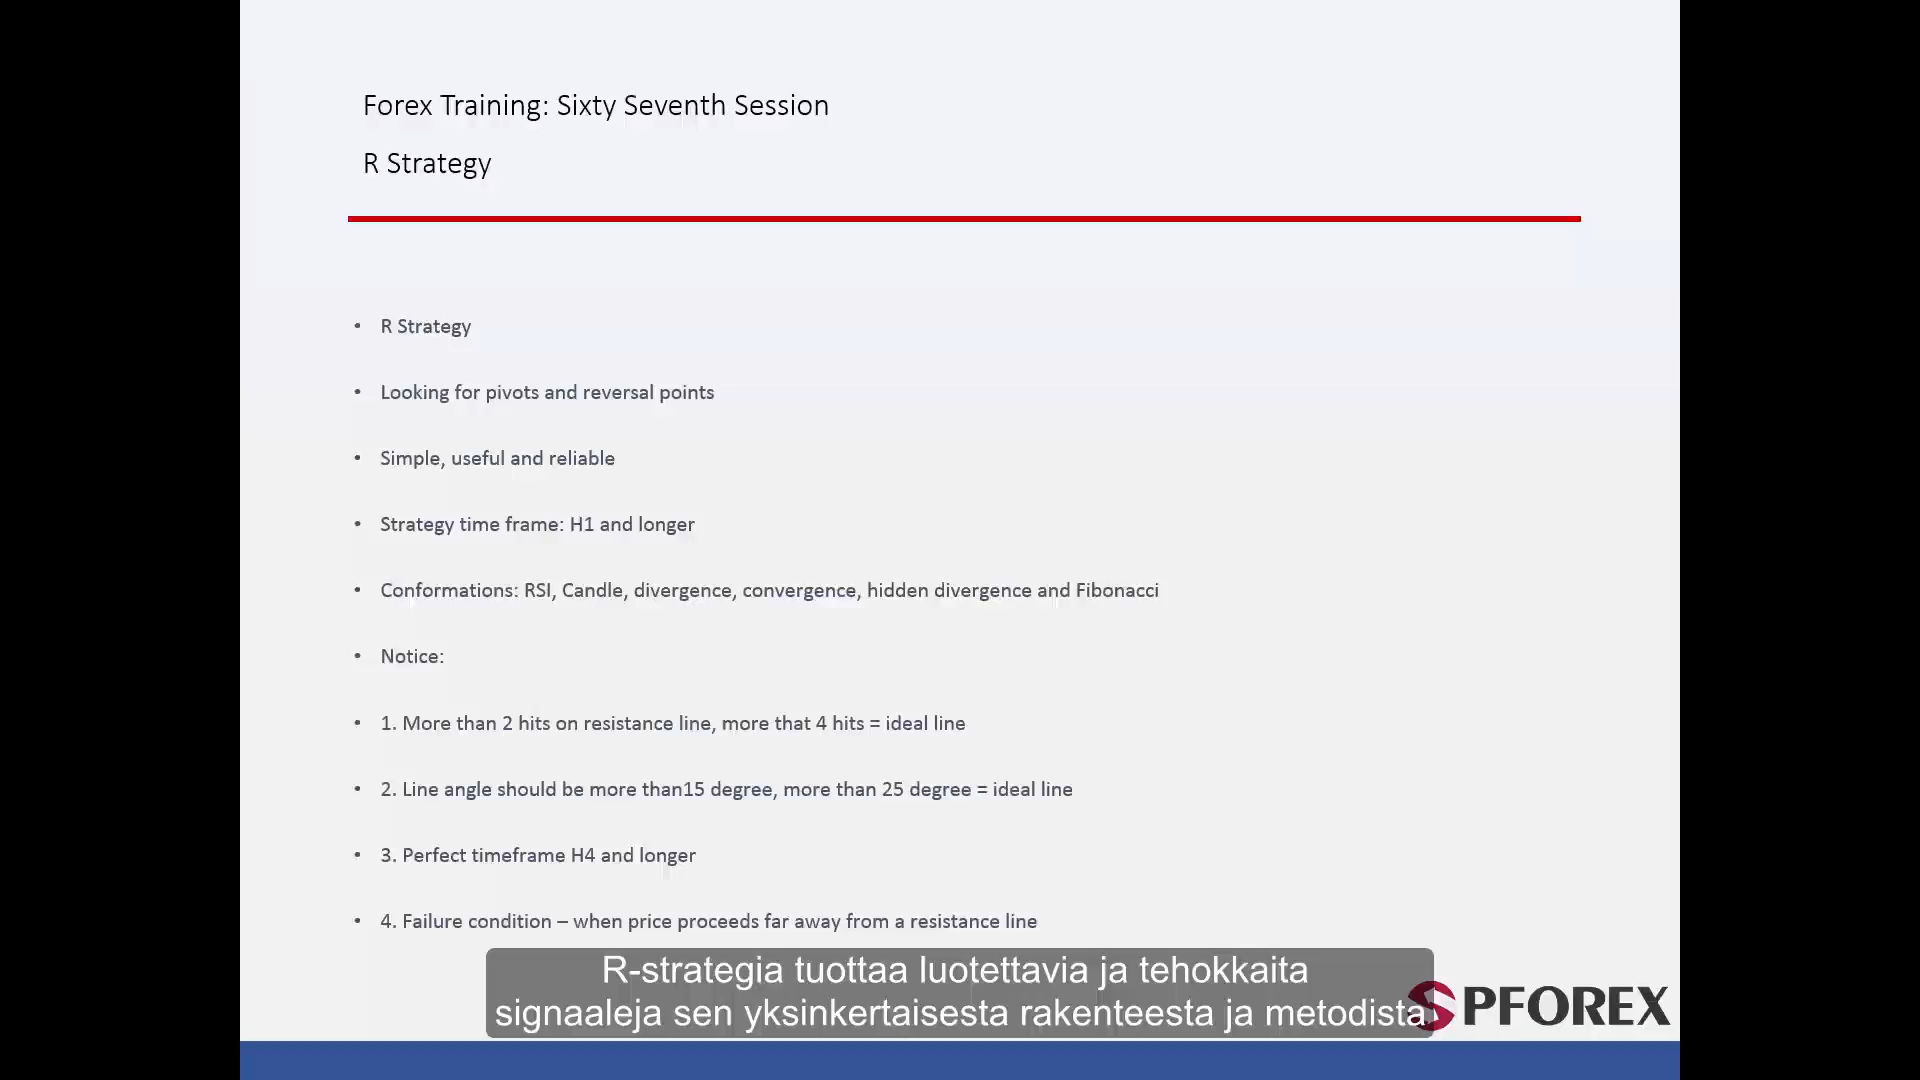 Forex Training: Sixty Seventh Session
R Strategy
• R Strategy
• Looking for pivots and reversal points
• Simple, useful and reliable
• Strategy time frame: H1 and longer
• Conformations: RSI, Candle, divergence, convergence, hidden divergence and Fibonacci
• Notice:
• 1. More than 2 hits on resistance line, more that 4 hits = ideal line
• 2. Line angle should be more than15 degree, more than 25 degree = ideal line
• 3. Perfect timeframe H4 and longer
• 4. Failure condition – when price proceeds far away from a resistance line
R-strategia tuottaa luotettavia ja tehokkaita
signaaleja sen yksinkertaisesta rakenteesta ja metodista.
PFOREX